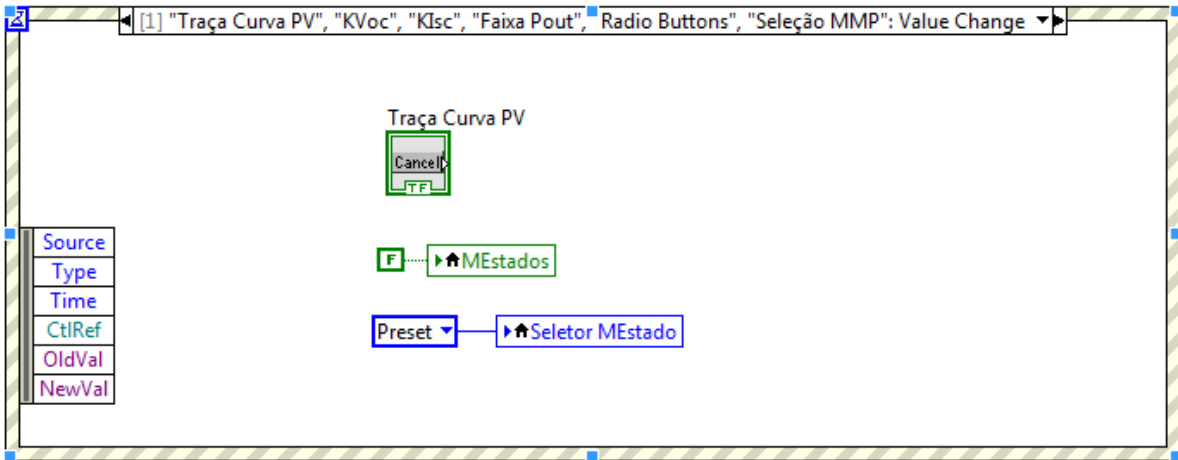 [1] "Traça Curva PV", "KVoc", "KIsc", "Faixa Pout", "Radio Buttons", "Seleção MMP": Value Change
Traça Curva PV
Cancel
TF
Source
Type
Time
CtlRef
OldVal
NewVal
F MEstados
Preset Seletor MEstado